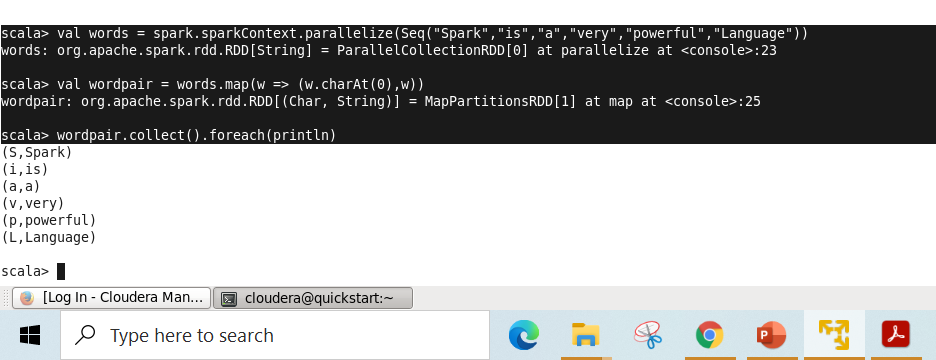 scala> val words = spark.sparkContext.parallelize(Seq("Spark","is","a","very","powerful","Language"))
words: org.apache.spark.rdd.RDD[String] = ParallelCollectionRDD[0] at parallelize at <console>:23
scala> val wordpair = words.map(w => (w.charAt(0),w))
wordpair: org.apache.spark.rdd.RDD[(Char, String)] = MapPartitionsRDD[1] at map at <console>:25
scala> wordpair.collect().foreach(println)
(S,Spark)
(i,is)
(a,a)
(v,very)
(p,powerful)
(L,Language)
scala>
[Log In - Cloudera Man... cloudera@quickstart:~
Type here to search